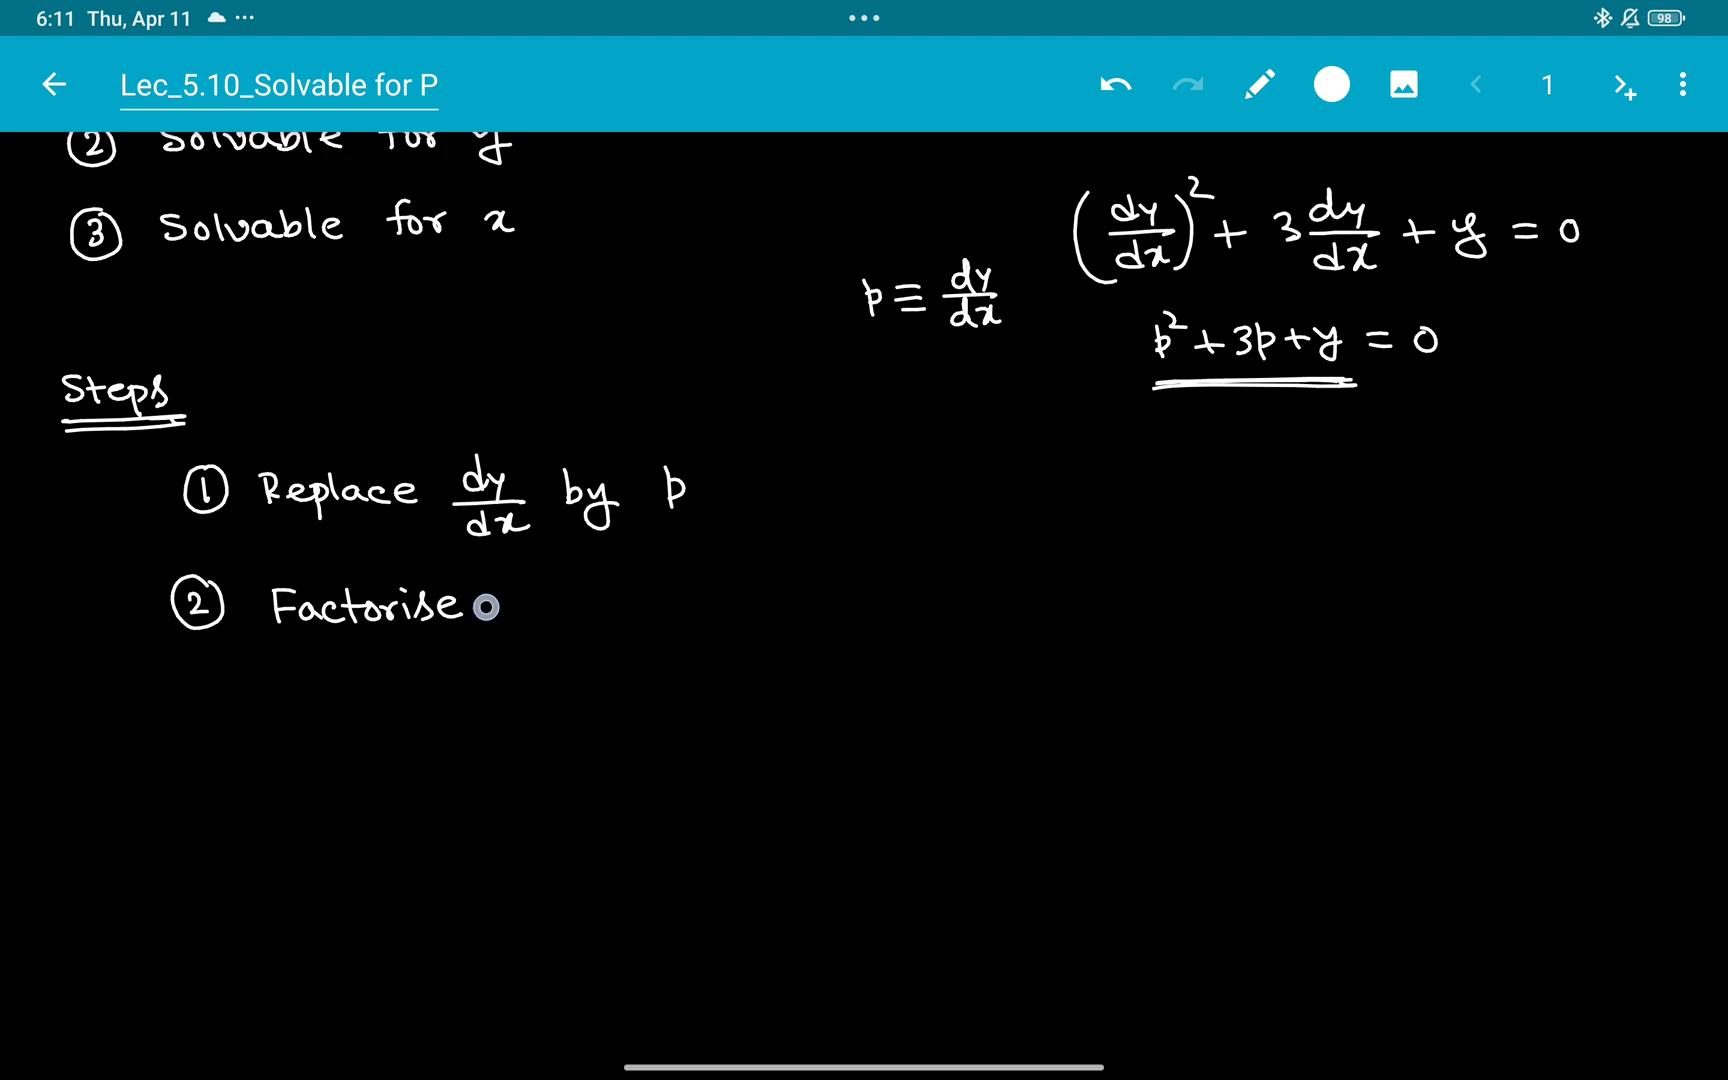 6:11 Thu, Apr 11
98
Lec_5.10_Solvable for P
1
② Solvable for y
③ Solvable for x
(dy/dx)² + 3 dy/dx + y = 0
p ≡ dy/dx
p² + 3p + y = 0
Steps
① Replace dy/dx by p
② Factorise